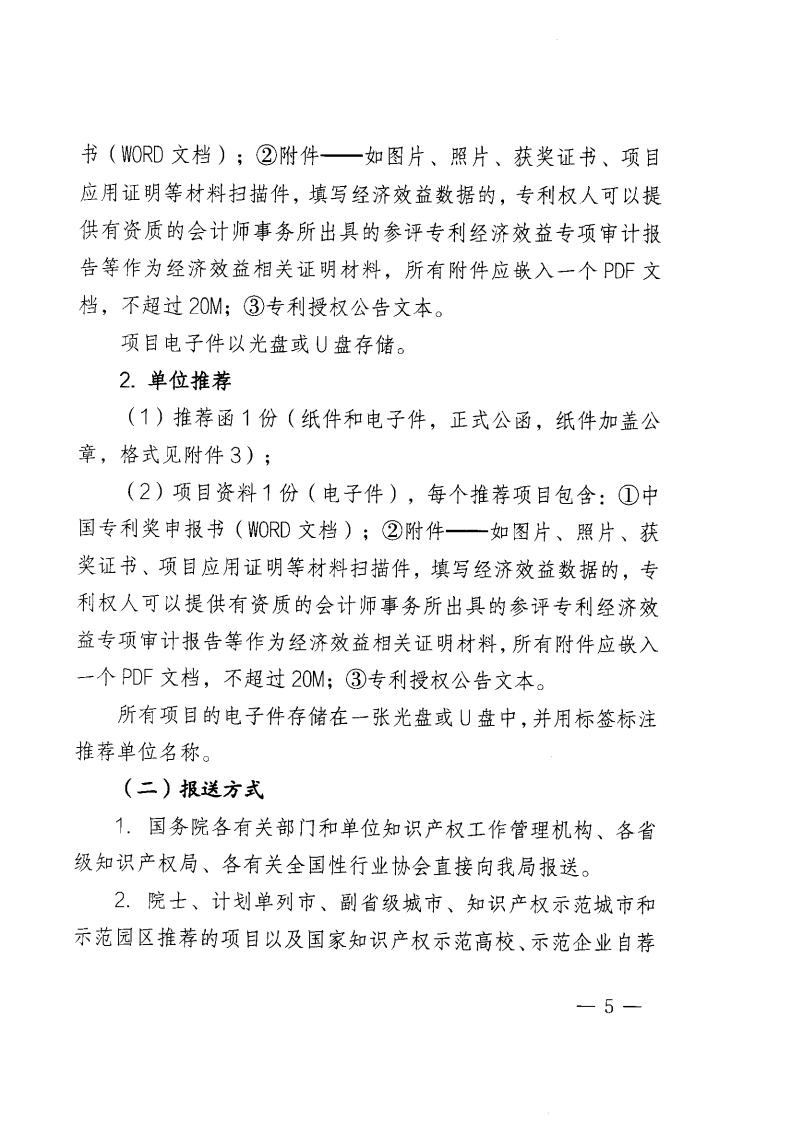 书（WORD 文档）；②附件——如图片、照片、获奖证书、项目
应用证明等材料扫描件，填写经济效益数据的，专利权人可以提
供有资质的会计师事务所出具的参评专利经济效益专项审计报
告等作为经济效益相关证明材料，所有附件应嵌入一个 PDF 文
档，不超过 20M；③专利授权公告文本。
项目电子件以光盘或 U 盘存储。
2. 单位推荐
（1）推荐函 1 份（纸件和电子件，正式公函，纸件加盖公
章，格式见附件 3）；
（2）项目资料 1 份（电子件），每个推荐项目包含：①中
国专利奖申报书（WORD 文档）；②附件——如图片、照片、获
奖证书、项目应用证明等材料扫描件，填写经济效益数据的，专
利权人可以提供有资质的会计师事务所出具的参评专利经济效
益专项审计报告等作为经济效益相关证明材料，所有附件应嵌入
一个 PDF 文档，不超过 20M；③专利授权公告文本。
所有项目的电子件存储在一张光盘或 U 盘中，并用标签标注
推荐单位名称。
（二）报送方式
1. 国务院各有关部门和单位知识产权工作管理机构、各省
级知识产权局、各有关全国性行业协会直接向我局报送。
2. 院士、计划单列市、副省级城市、知识产权示范城市和
示范园区推荐的项目以及国家知识产权示范高校、示范企业自荐
— 5 —